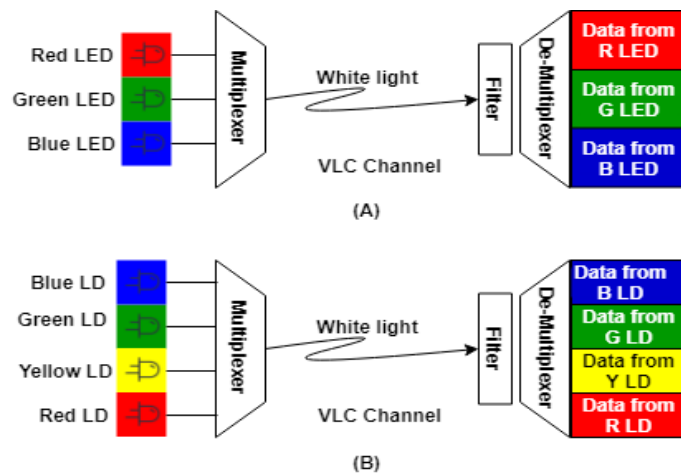 Red LED
Green LED
Blue LED
Multiplexer
White light
VLC Channel
Filter
De-Multiplexer
Data from
R LED
Data from
G LED
Data from
B LED
(A)
Blue LD
Green LD
Yellow LD
Red LD
Multiplexer
White light
VLC Channel
Filter
De-Multiplexer
Data from
B LD
Data from
G LD
Data from
Y LD
Data from
R LD
(B)